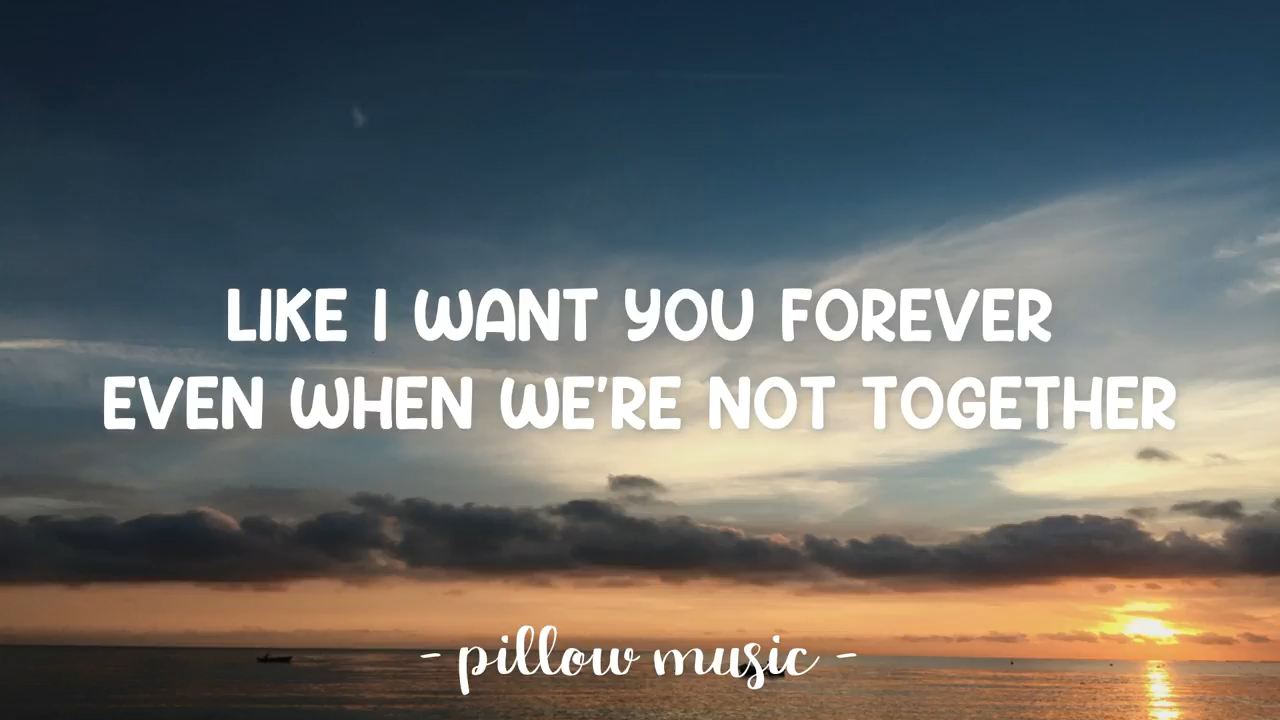 LIKE I WANT YOU FOREVER
EVEN WHEN WE'RE NOT TOGETHER
- pillow music -